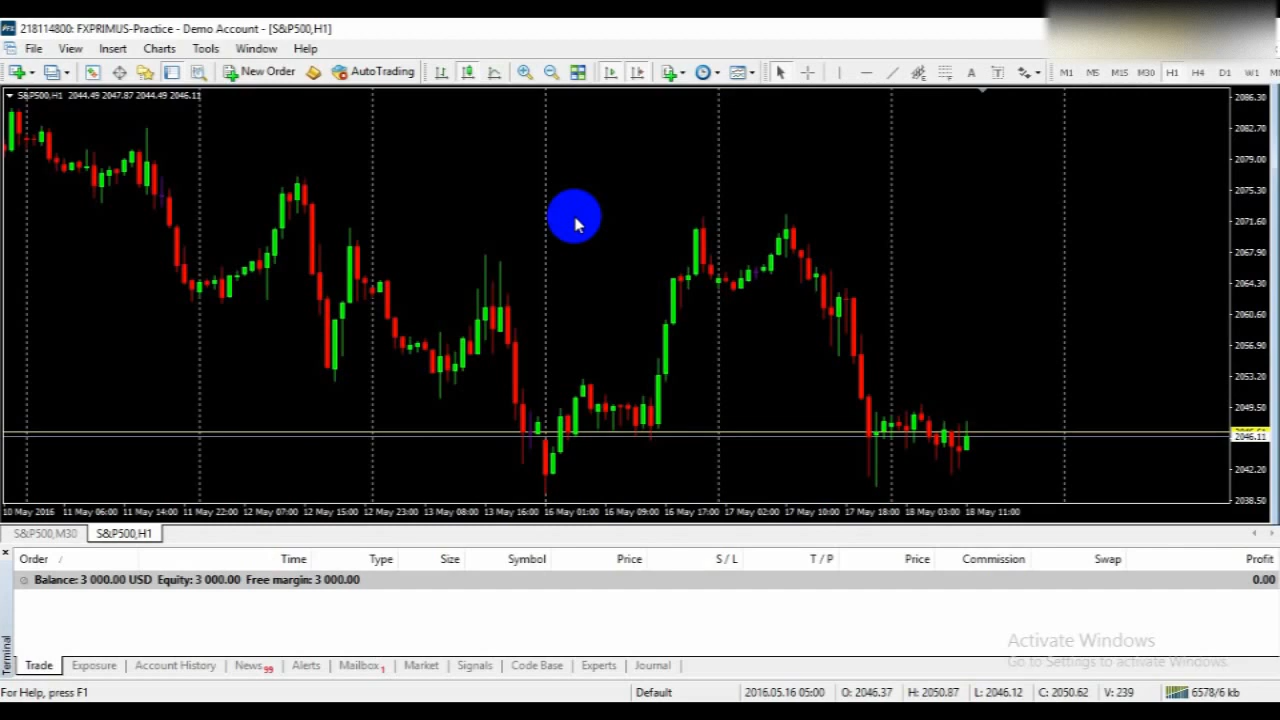 218114800: FXPRIMUS-Practice - Demo Account - [S&P500,H1]
File View Insert Charts Tools Window Help
New Order AutoTrading A T M1 M5 M15 M30 H1 H4 D1 W1
S&P500,H1 2044.49 2047.87 2044.49 2046.11
2086.30
2082.70
2079.00
2075.30
2071.60
2067.90
2064.30
2060.60
2056.90
2053.20
2049.50
2046.11
2042.20
2038.50
10 May 2016 11 May 06:00 11 May 14:00 11 May 22:00 12 May 07:00 12 May 15:00 12 May 23:00 13 May 08:00 13 May 16:00 16 May 01:00 16 May 09:00 16 May 17:00 17 May 02:00 17 May 10:00 17 May 18:00 18 May 03:00 18 May 11:00
S&P500,M30 S&P500,H1
Order / Time Type Size Symbol Price S / L T / P Price Commission Swap Profit
Balance: 3 000.00 USD Equity: 3 000.00 Free margin: 3 000.00 0.00
Activate Windows
Go to Settings to activate Windows.
Terminal
Trade Exposure Account History News 99 Alerts Mailbox 1 Market Signals Code Base Experts Journal
For Help, press F1 Default 2016.05.16 05:00 O: 2046.37 H: 2050.87 L: 2046.12 C: 2050.62 V: 239 6578/6 kb